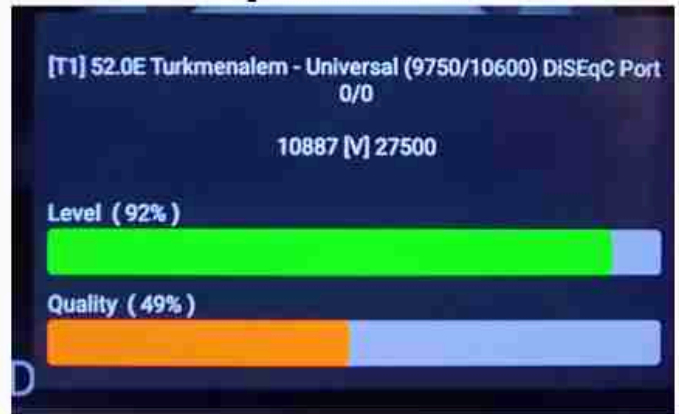 [T1] 52.0E Turkmenalem - Universal (9750/10600) DiSEqC Port
0/0
10887 [V] 27500
Level ( 92% )
Quality ( 49% )
D